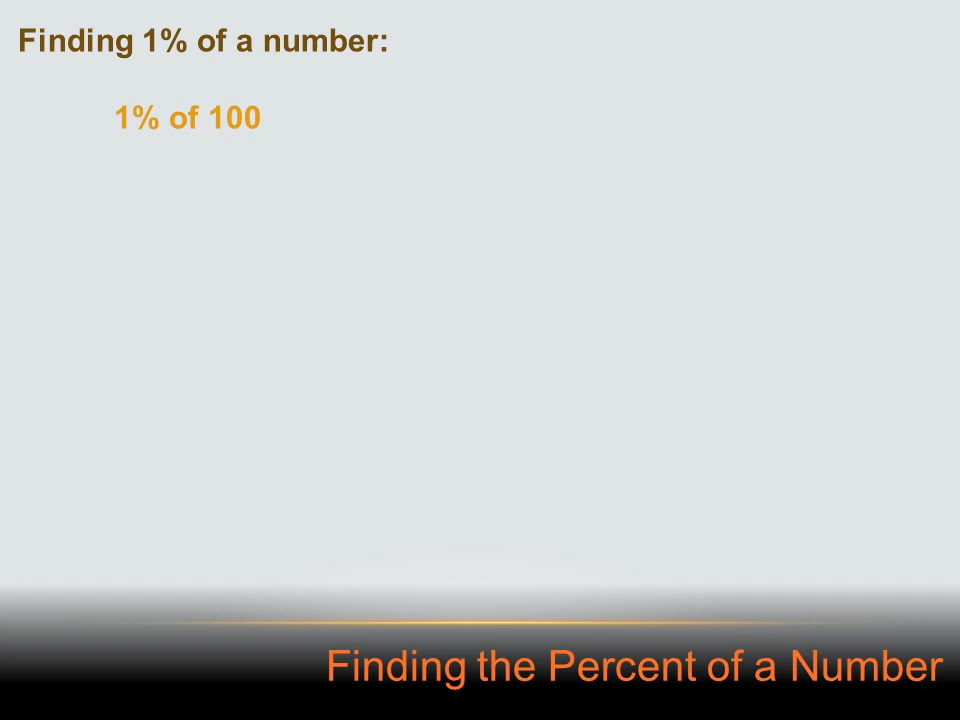 Finding 1% of a number:
1% of 100
Finding the Percent of a Number